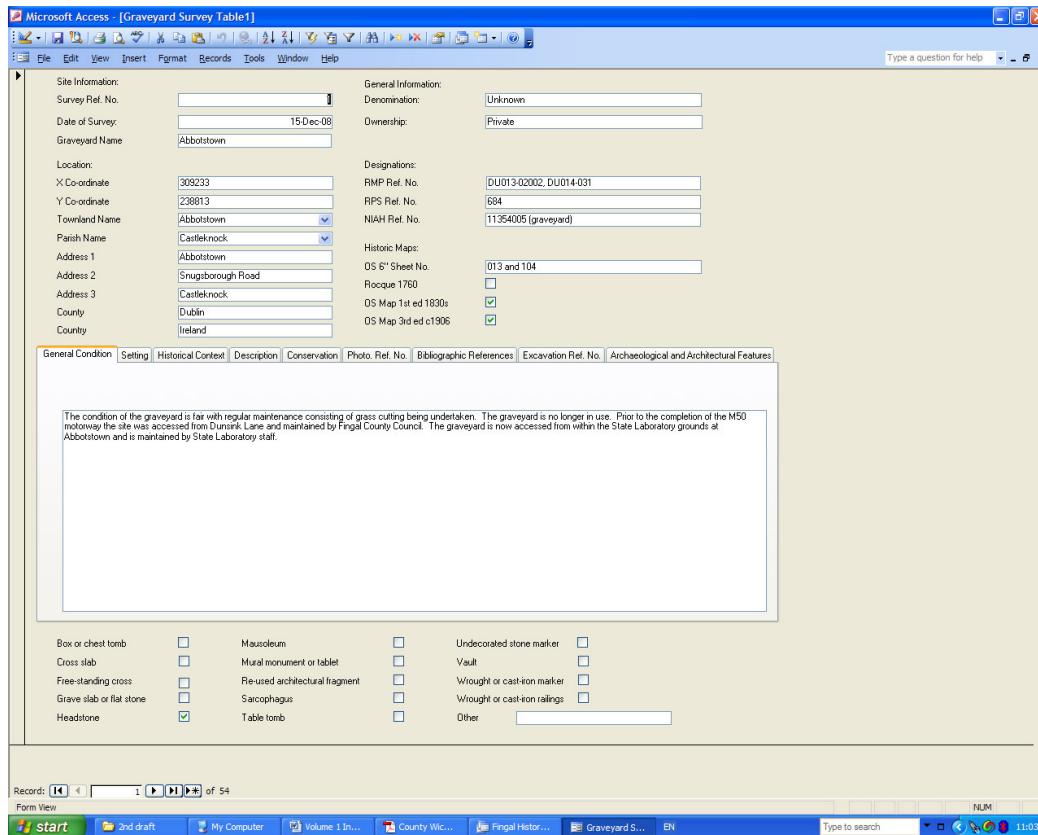 Microsoft Access - [Graveyard Survey Table1]
File Edit View Insert Format Records Tools Window Help
Type a question for help
Site Information:
General Information:
Survey Ref. No.
Denomination: Unknown
Date of Survey: 15-Dec-08
Ownership: Private
Graveyard Name Abbotstown
Location:
Designations:
X Co-ordinate 309233
RMP Ref. No. DU013-02002, DU014-031
Y Co-ordinate 238813
RPS Ref. No. 684
Townland Name Abbotstown
NIAH Ref. No. 11354005 (graveyard)
Parish Name Castleknock
Historic Maps:
Address 1 Abbotstown
OS 6" Sheet No. 013 and 104
Address 2 Snugsborough Road
Rocque 1760
Address 3 Castleknock
OS Map 1st ed 1830s
County Dublin
OS Map 3rd ed c1906
Country Ireland
General Condition Setting Historical Context Description Conservation Photo. Ref. No. Bibliographic References Excavation Ref. No. Archaeological and Architectural Features
The condition of the graveyard is fair with regular maintenance consisting of grass cutting being undertaken. The graveyard is no longer in use. Prior to the completion of the M50
motorway the site was accessed from Dunsink Lane and maintained by Fingal County Council. The graveyard is now accessed from within the State Laboratory grounds at
Abbotstown and is maintained by State Laboratory staff.
Box or chest tomb Mausoleum Undecorated stone marker
Cross slab Mural monument or tablet Vault
Free-standing cross Re-used architectural fragment Wrought or cast-iron marker
Grave slab or flat stone Sarcophagus Wrought or cast-iron railings
Headstone Table tomb Other
Record: 1 of 54
Form View NUM
start 2nd draft My Computer Volume 1 In... County Wic... Fingal Histor... Graveyard S... EN Type to search 11:03